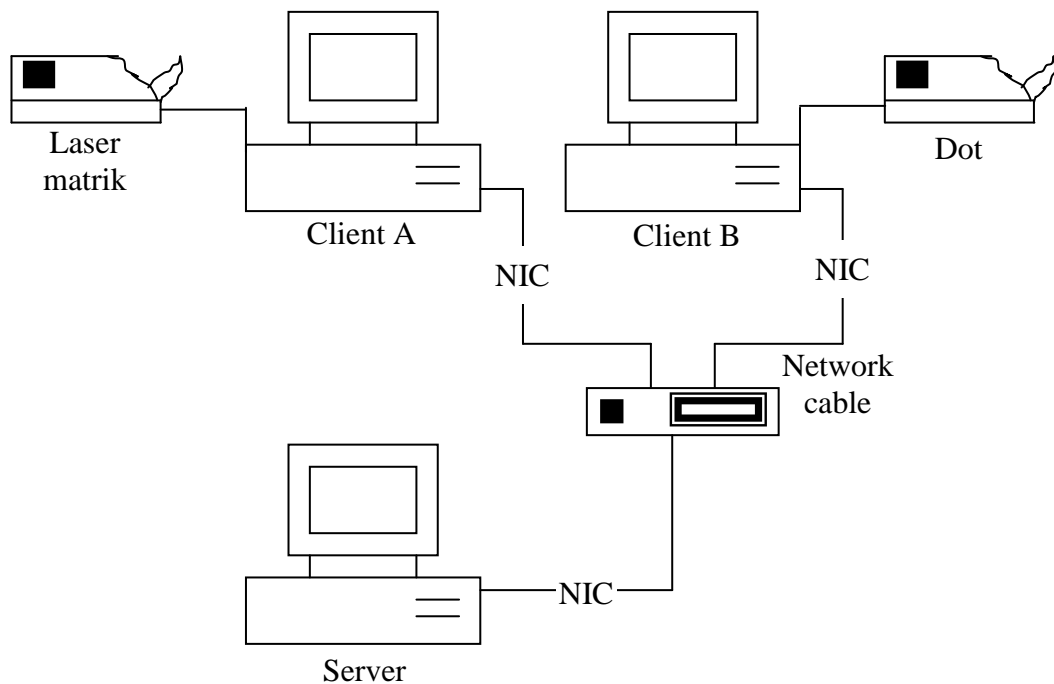 Laser
matrik
Dot
Client A
Client B
NIC
NIC
Network
cable
NIC
Server